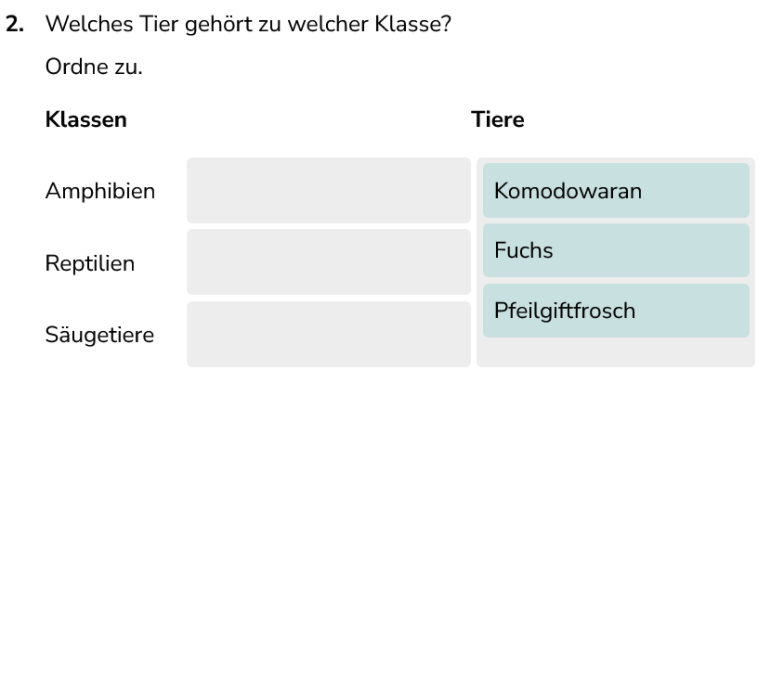 2. Welches Tier gehört zu welcher Klasse?
Ordne zu.
Klassen Tiere
Amphibien Komodowaran
Reptilien Fuchs
Säugetiere Pfeilgiftfrosch